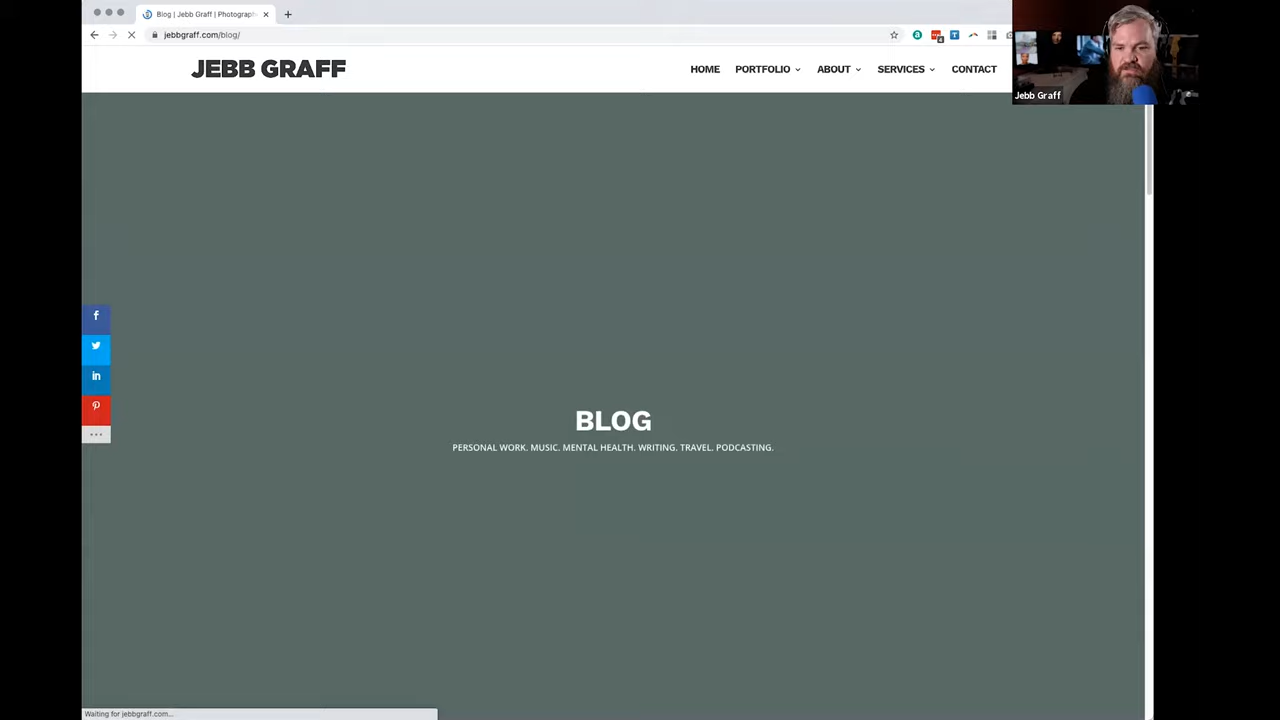 Blog | Jebb Graff | Photograph
jebbgraff.com/blog/
JEBB GRAFF
HOME PORTFOLIO ABOUT SERVICES CONTACT
Jebb Graff
BLOG
PERSONAL WORK. MUSIC. MENTAL HEALTH. WRITING. TRAVEL. PODCASTING.
Waiting for jebbgraff.com...